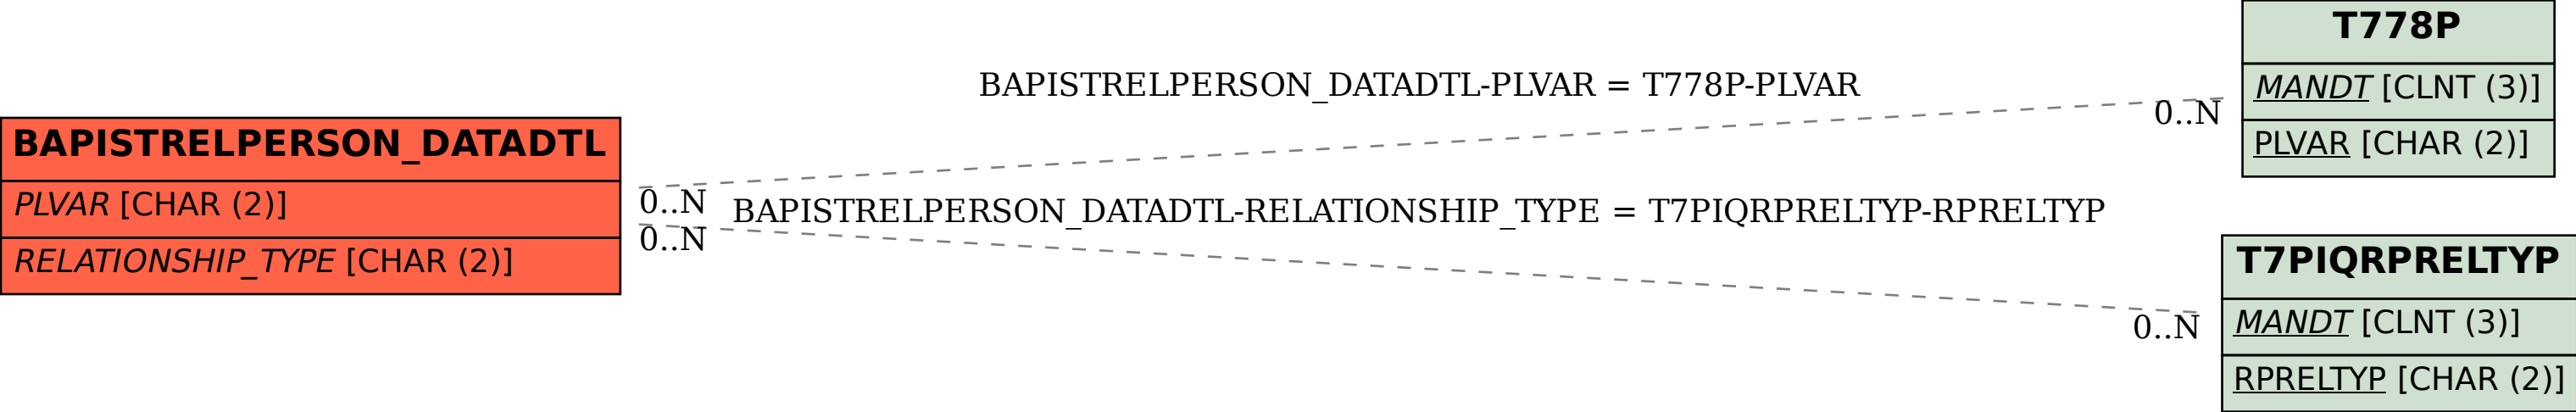 BAPISTRELPERSON_DATADTL
PLVAR [CHAR (2)]
RELATIONSHIP_TYPE [CHAR (2)]
BAPISTRELPERSON_DATADTL-PLVAR = T778P-PLVAR
0..N
0..N
BAPISTRELPERSON_DATADTL-RELATIONSHIP_TYPE = T7PIQRPRELTYP-RPRELTYP
0..N
0..N
T778P
MANDT [CLNT (3)]
PLVAR [CHAR (2)]
T7PIQRPRELTYP
MANDT [CLNT (3)]
RPRELTYP [CHAR (2)]